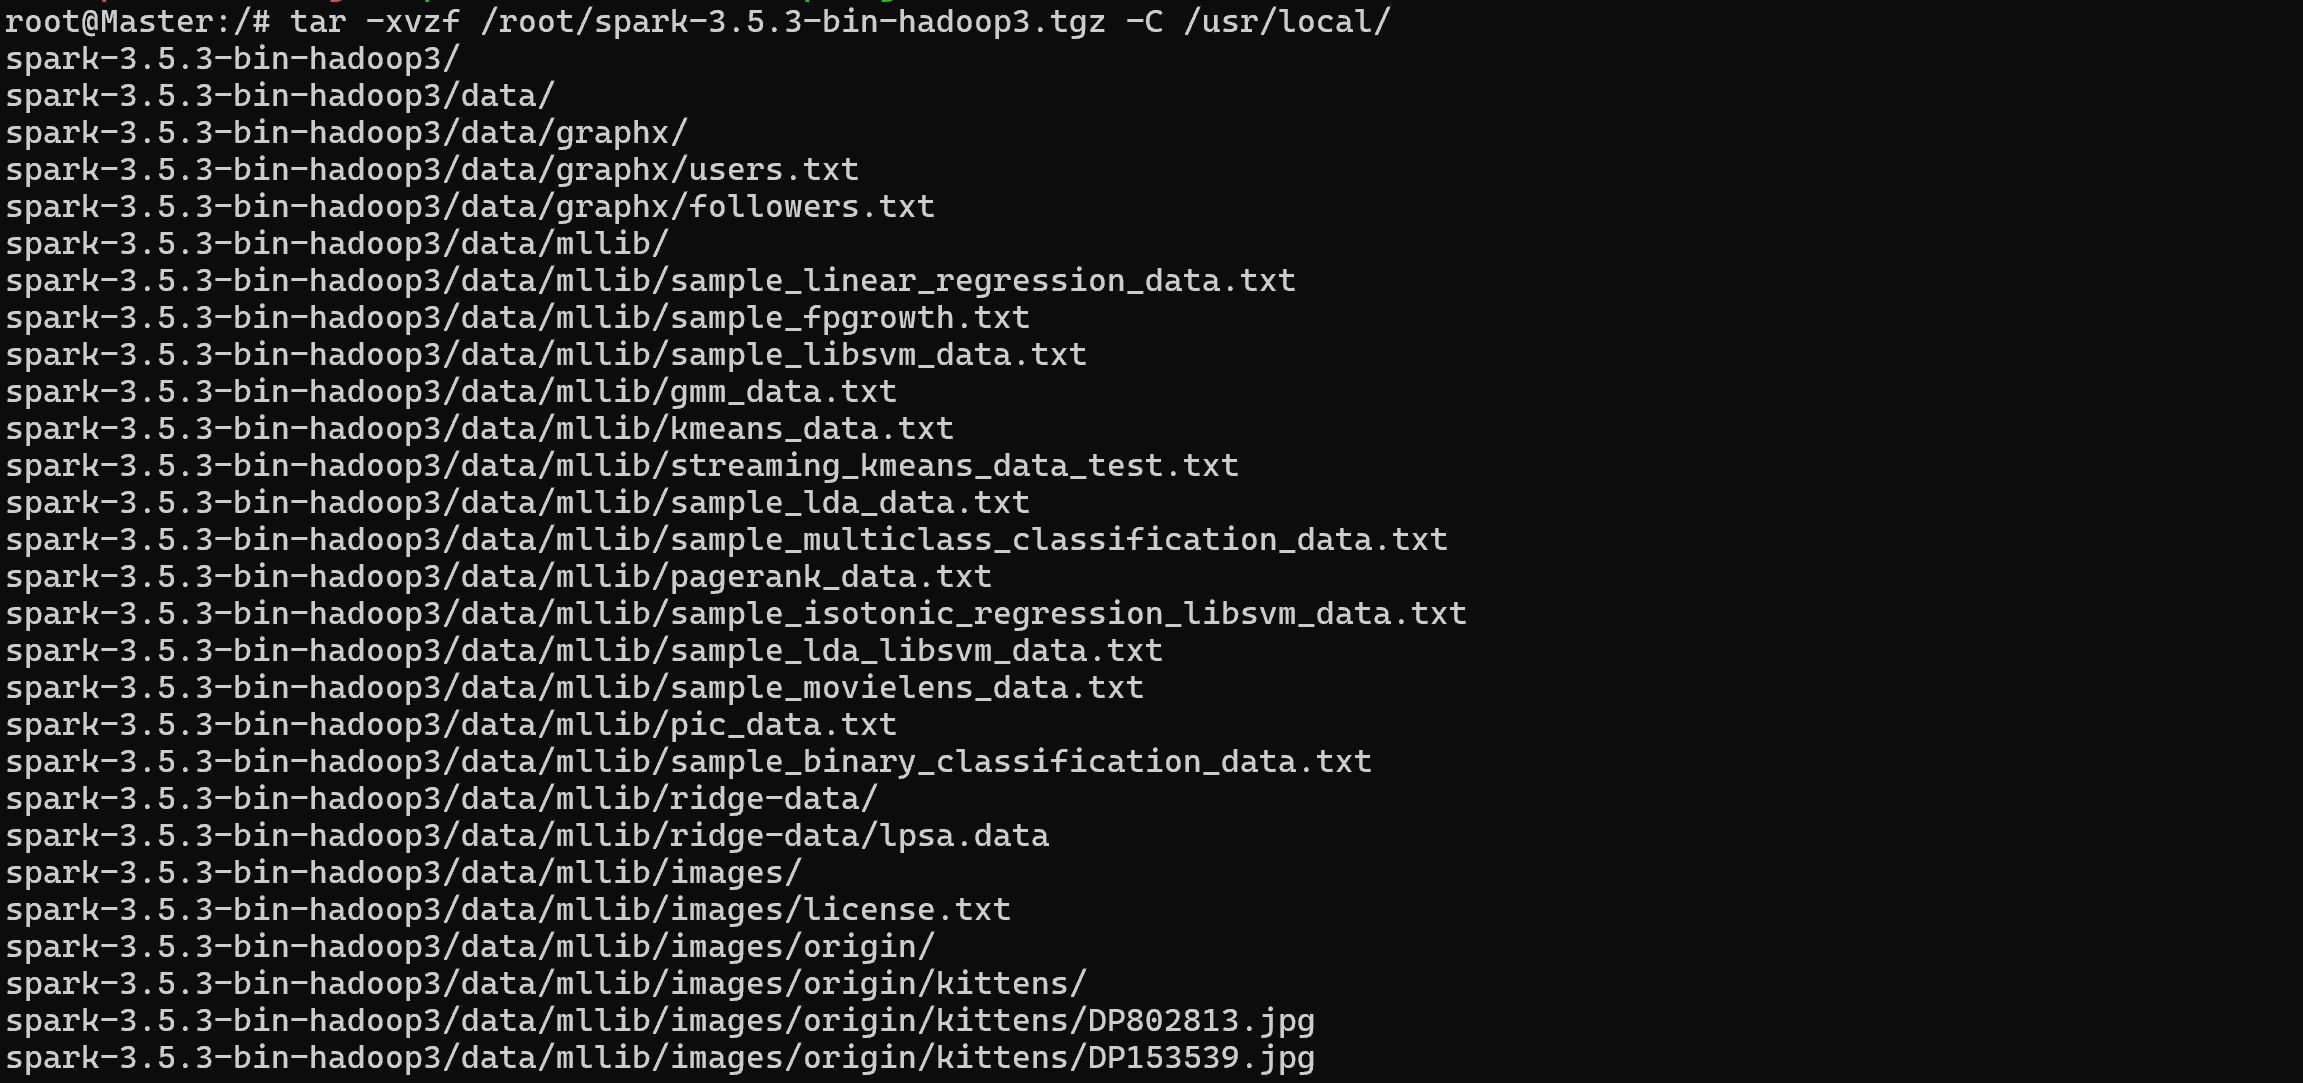 root@Master:/# tar -xvzf /root/spark-3.5.3-bin-hadoop3.tgz -C /usr/local/
spark-3.5.3-bin-hadoop3/
spark-3.5.3-bin-hadoop3/data/
spark-3.5.3-bin-hadoop3/data/graphx/
spark-3.5.3-bin-hadoop3/data/graphx/users.txt
spark-3.5.3-bin-hadoop3/data/graphx/followers.txt
spark-3.5.3-bin-hadoop3/data/mllib/
spark-3.5.3-bin-hadoop3/data/mllib/sample_linear_regression_data.txt
spark-3.5.3-bin-hadoop3/data/mllib/sample_fpgrowth.txt
spark-3.5.3-bin-hadoop3/data/mllib/sample_libsvm_data.txt
spark-3.5.3-bin-hadoop3/data/mllib/gmm_data.txt
spark-3.5.3-bin-hadoop3/data/mllib/kmeans_data.txt
spark-3.5.3-bin-hadoop3/data/mllib/streaming_kmeans_data_test.txt
spark-3.5.3-bin-hadoop3/data/mllib/sample_lda_data.txt
spark-3.5.3-bin-hadoop3/data/mllib/sample_multiclass_classification_data.txt
spark-3.5.3-bin-hadoop3/data/mllib/pagerank_data.txt
spark-3.5.3-bin-hadoop3/data/mllib/sample_isotonic_regression_libsvm_data.txt
spark-3.5.3-bin-hadoop3/data/mllib/sample_lda_libsvm_data.txt
spark-3.5.3-bin-hadoop3/data/mllib/sample_movielens_data.txt
spark-3.5.3-bin-hadoop3/data/mllib/pic_data.txt
spark-3.5.3-bin-hadoop3/data/mllib/sample_binary_classification_data.txt
spark-3.5.3-bin-hadoop3/data/mllib/ridge-data/
spark-3.5.3-bin-hadoop3/data/mllib/ridge-data/lpsa.data
spark-3.5.3-bin-hadoop3/data/mllib/images/
spark-3.5.3-bin-hadoop3/data/mllib/images/license.txt
spark-3.5.3-bin-hadoop3/data/mllib/images/origin/
spark-3.5.3-bin-hadoop3/data/mllib/images/origin/kittens/
spark-3.5.3-bin-hadoop3/data/mllib/images/origin/kittens/DP802813.jpg
spark-3.5.3-bin-hadoop3/data/mllib/images/origin/kittens/DP153539.jpg